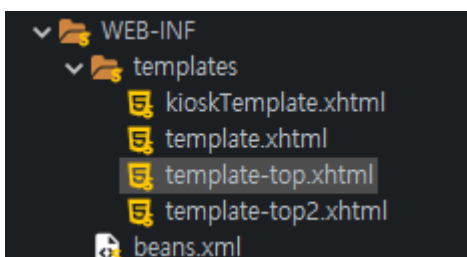 WEB-INF
templates
kioskTemplate.xhtml
template.xhtml
template-top.xhtml
template-top2.xhtml
beans.xml